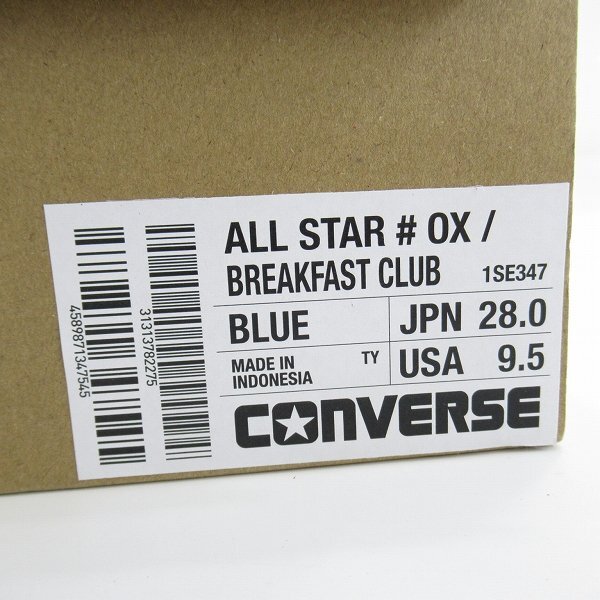 ALL STAR # OX /
BREAKFAST CLUB 1SE347
BLUE JPN 28.0
MADE IN INDONESIA TY USA 9.5
CONVERSE
4589871347545
31313782275